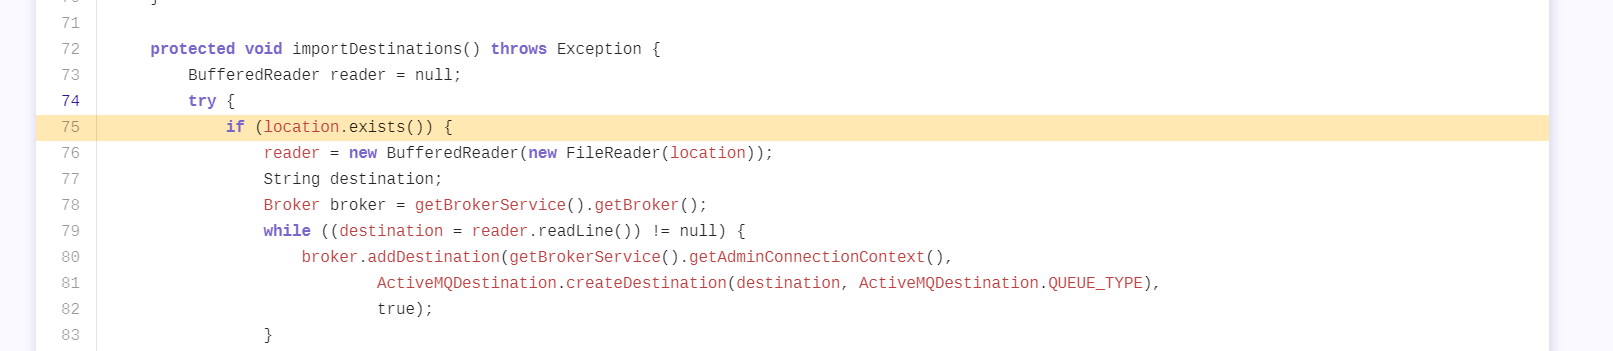 }
71
72 protected void importDestinations() throws Exception {
73 BufferedReader reader = null;
74 try {
75 if (location.exists()) {
76 reader = new BufferedReader(new FileReader(location));
77 String destination;
78 Broker broker = getBrokerService().getBroker();
79 while ((destination = reader.readLine()) != null) {
80 broker.addDestination(getBrokerService().getAdminConnectionContext(),
81 ActiveMQDestination.createDestination(destination, ActiveMQDestination.QUEUE_TYPE),
82 true);
83 }